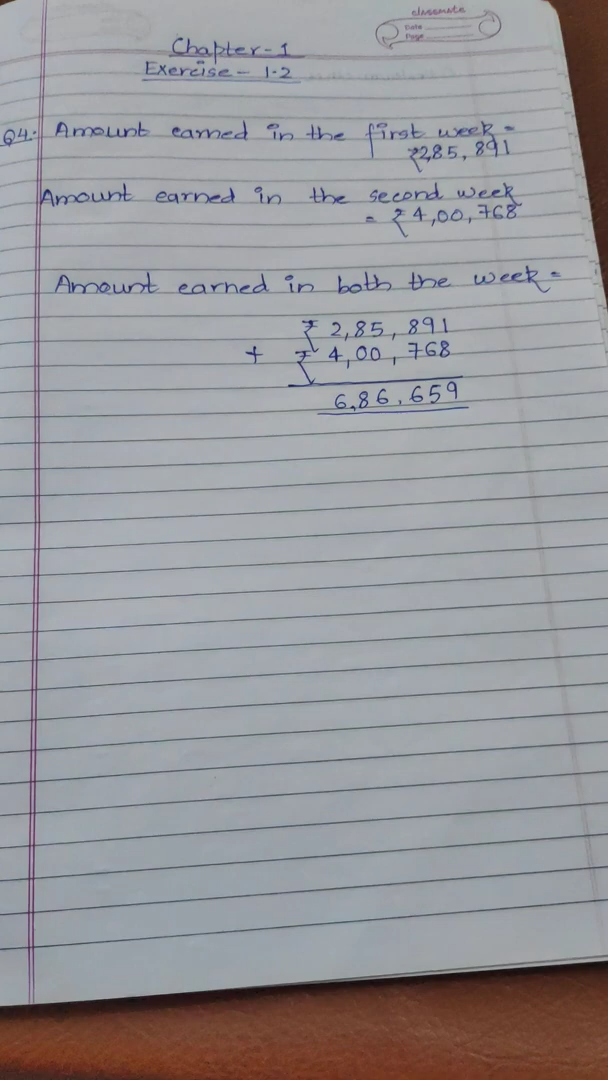 classmate
Date
Page
Chapter-1
Exercise - 1.2
Q4. Amount earned in the first week =
₹285,891
Amount earned in the second week
= ₹4,00,768
Amount earned in both the week =
₹ 2,85,891
+ ₹ 4,00,768
6,86,659